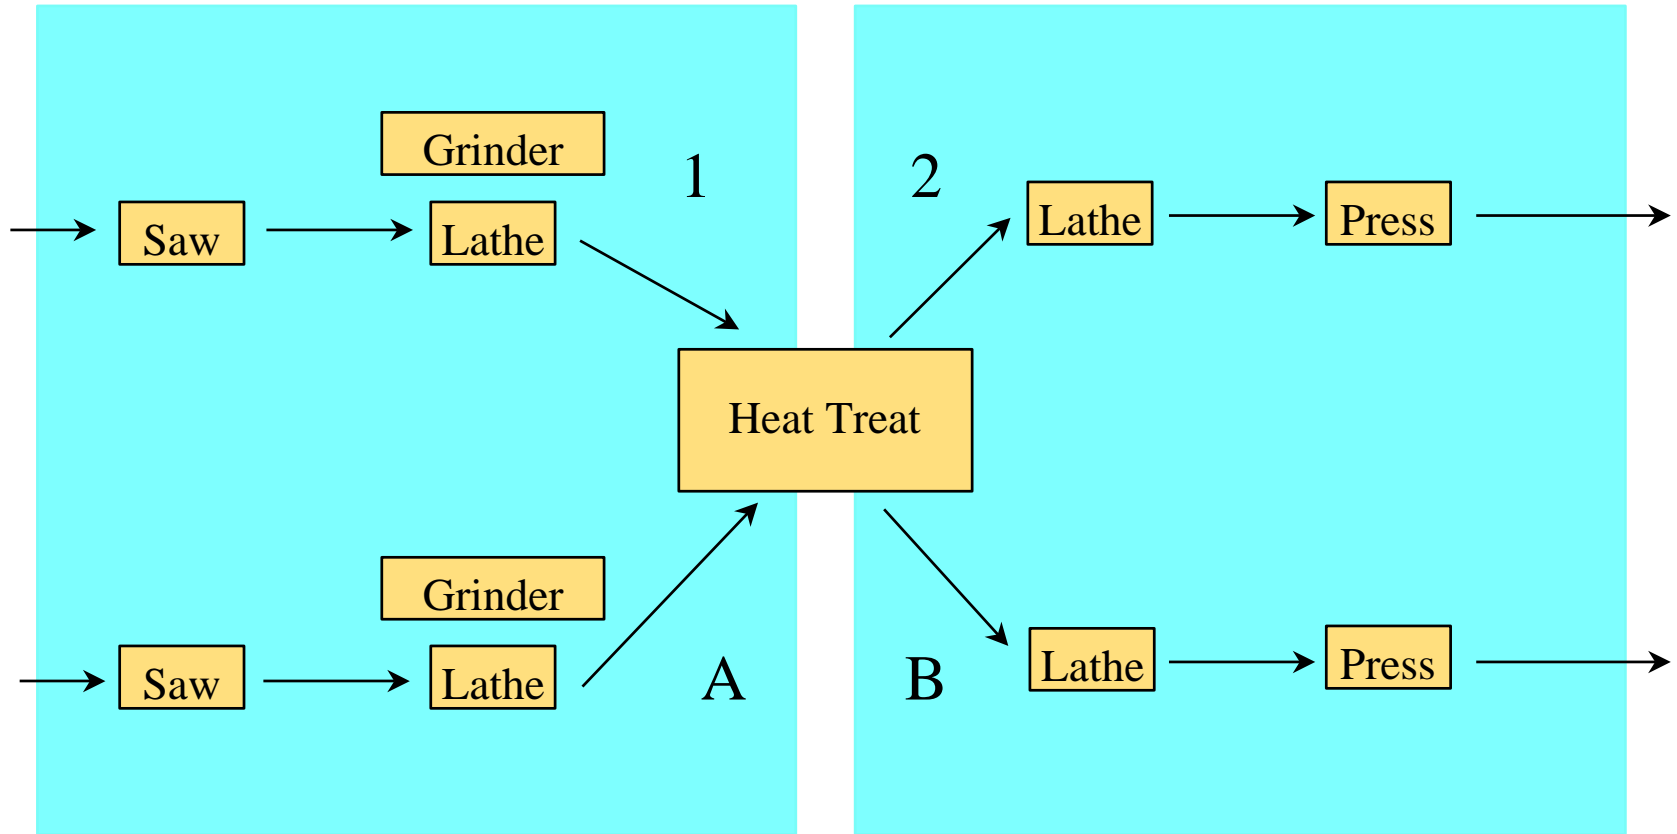 Grinder
1
2
Saw
Lathe
Lathe
Press
Heat Treat
Grinder
Saw
Lathe
A
B
Lathe
Press